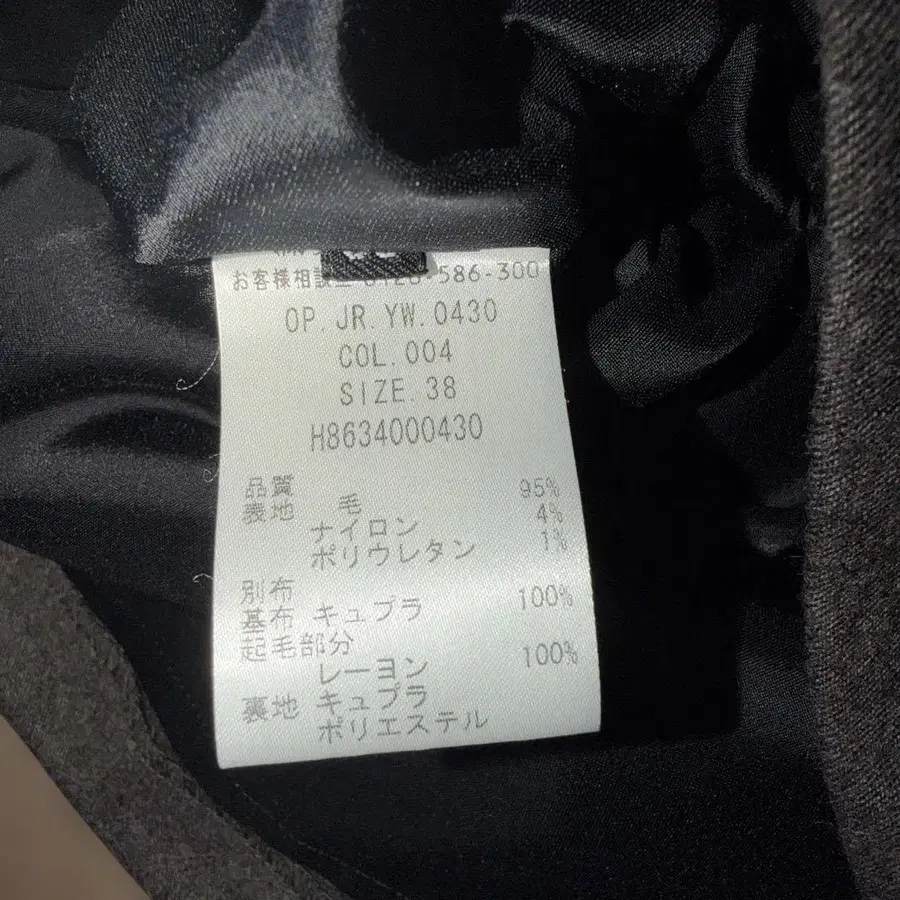 お客様相談室 0120-586-300
OP.JR.YW.0430
COL.004
SIZE.38
H8634000430
品質
表地 毛 95%
ナイロン 4%
ポリウレタン 1%
別布
基布 キュプラ 100%
起毛部分
レーヨン 100%
裏地 キュプラ
ポリエステル